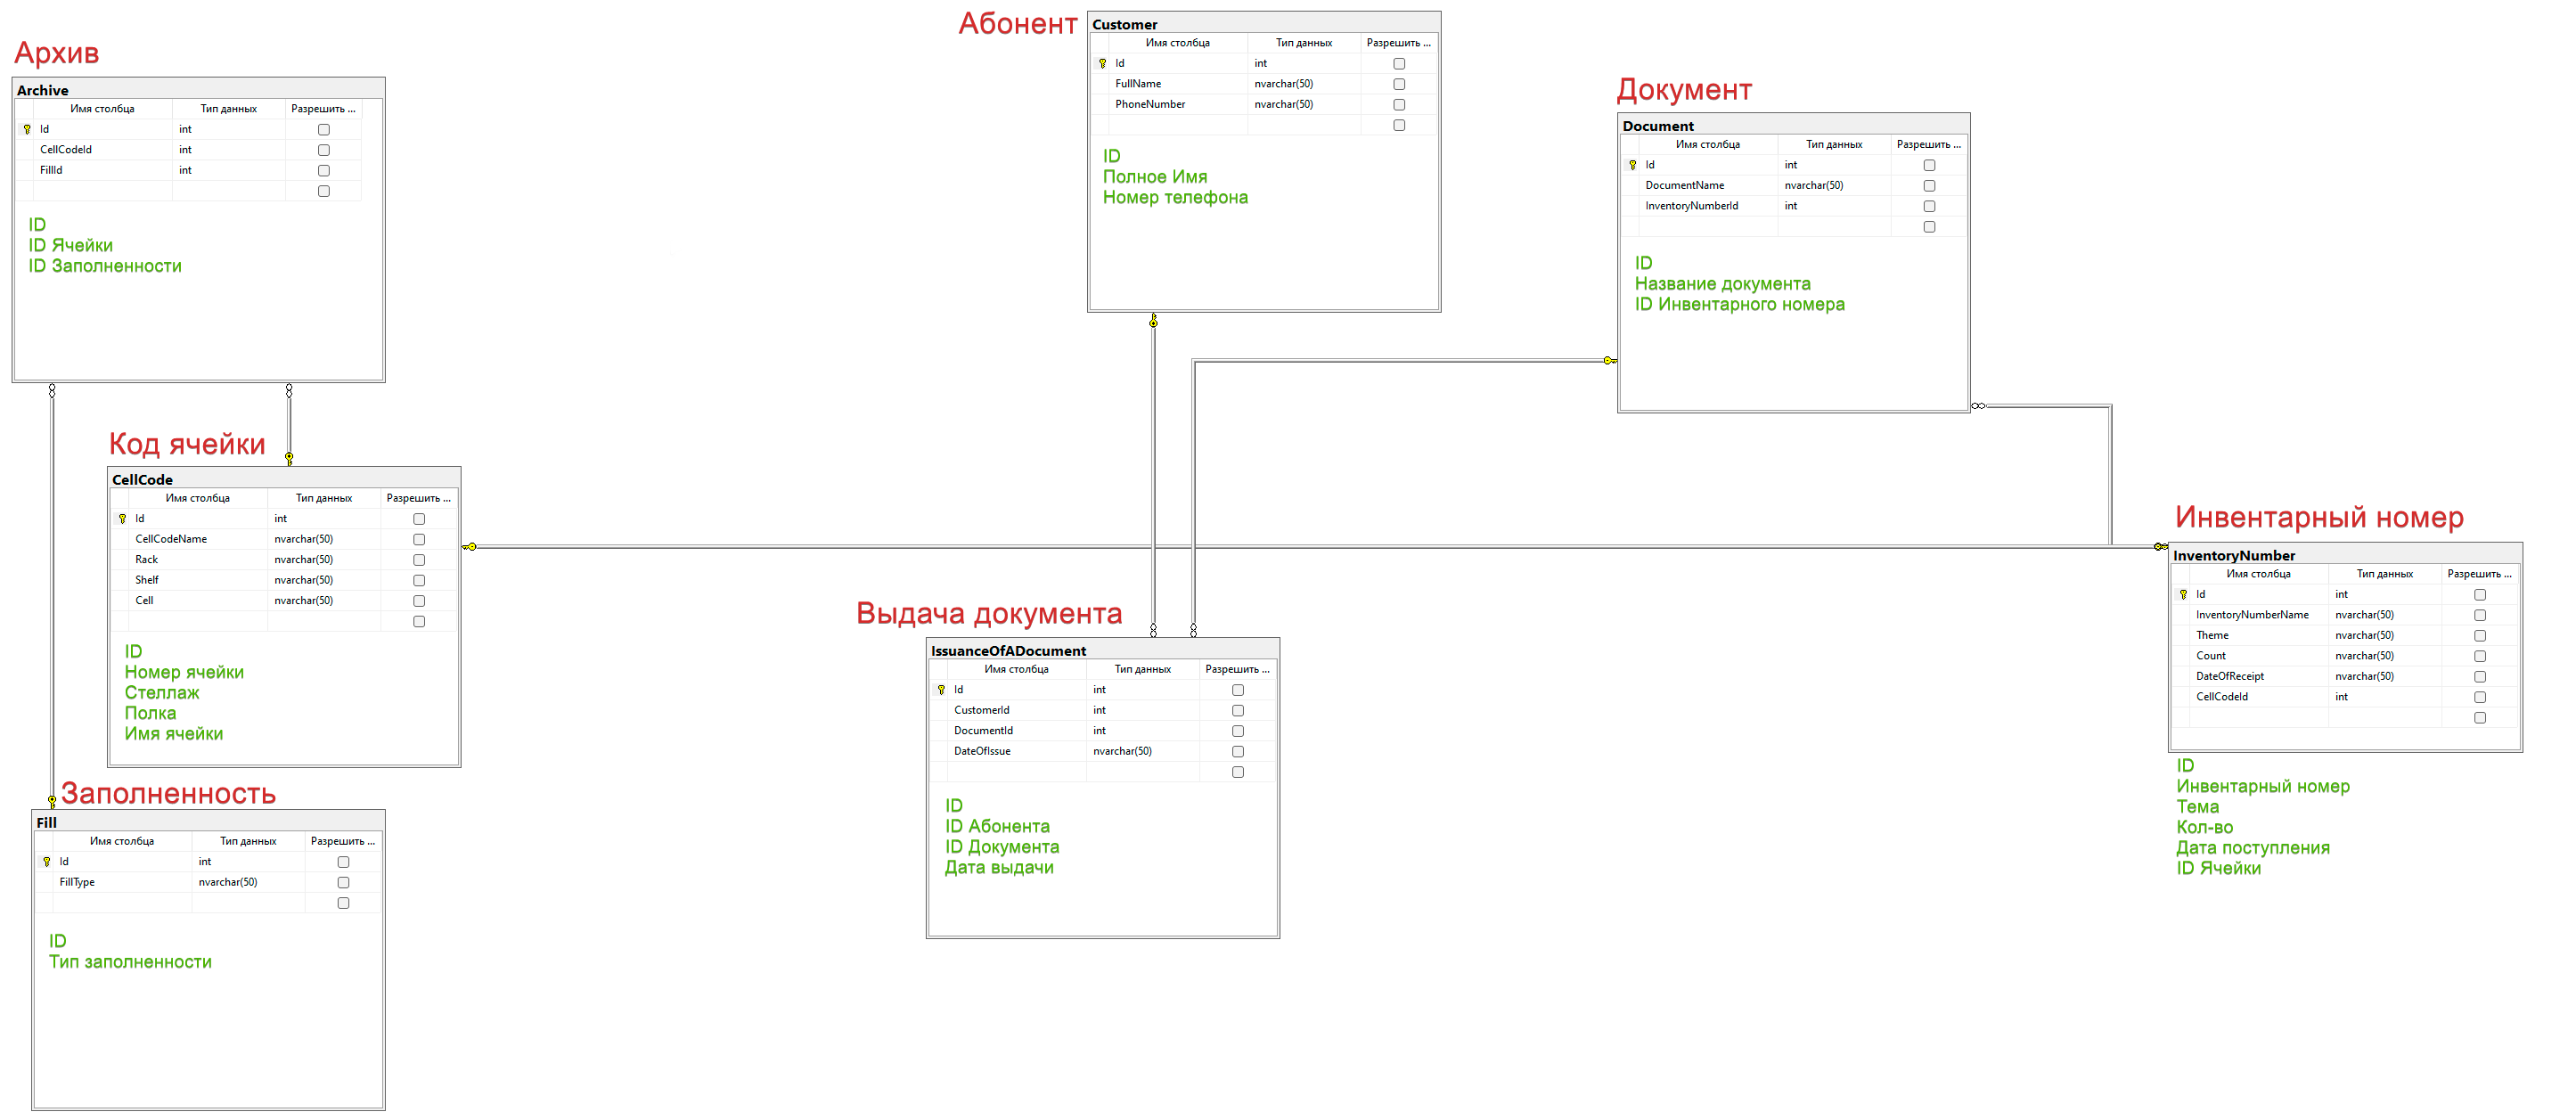 Архив
Archive
Имя столбца Тип данных Разрешить ...
Id int
CellCodeId int
FillId int
ID
ID Ячейки
ID Заполненности
Абонент
Customer
Имя столбца Тип данных Разрешить ...
Id int
FullName nvarchar(50)
PhoneNumber nvarchar(50)
ID
Полное Имя
Номер телефона
Документ
Document
Имя столбца Тип данных Разрешить ...
Id int
DocumentName nvarchar(50)
InventoryNumberId int
ID
Название документа
ID Инвентарного номера
Код ячейки
CellCode
Имя столбца Тип данных Разрешить ...
Id int
CellCodeName nvarchar(50)
Rack nvarchar(50)
Shelf nvarchar(50)
Cell nvarchar(50)
ID
Номер ячейки
Стеллаж
Полка
Имя ячейки
Выдача документа
IssuanceOfADocument
Имя столбца Тип данных Разрешить ...
Id int
CustomerId int
DocumentId int
DateOfIssue nvarchar(50)
ID
ID Абонента
ID Документа
Дата выдачи
Инвентарный номер
InventoryNumber
Имя столбца Тип данных Разрешить ...
Id int
InventoryNumberName nvarchar(50)
Theme nvarchar(50)
Count nvarchar(50)
DateOfReceipt nvarchar(50)
CellCodeId int
ID
Инвентарный номер
Тема
Кол-во
Дата поступления
ID Ячейки
Заполненность
Fill
Имя столбца Тип данных Разрешить ...
Id int
FillType nvarchar(50)
ID
Тип заполненности